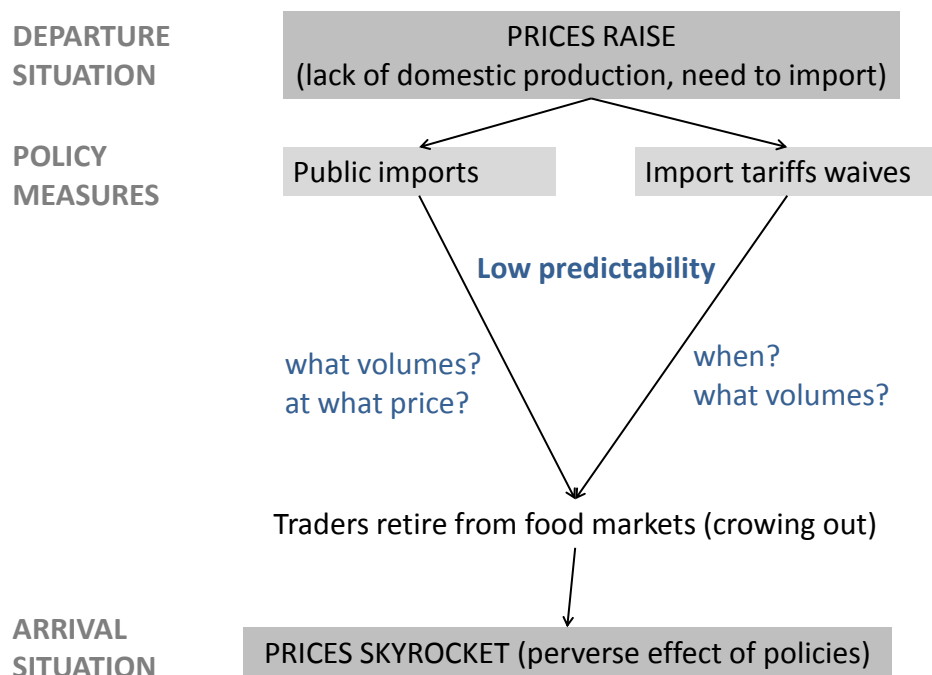 DEPARTURE
SITUATION
PRICES RAISE
(lack of domestic production, need to import)
POLICY
MEASURES
Public imports
Import tariffs waives
Low predictability
what volumes?
at what price?
when?
what volumes?
Traders retire from food markets (crowing out)
ARRIVAL
SITUATION
PRICES SKYROCKET (perverse effect of policies)